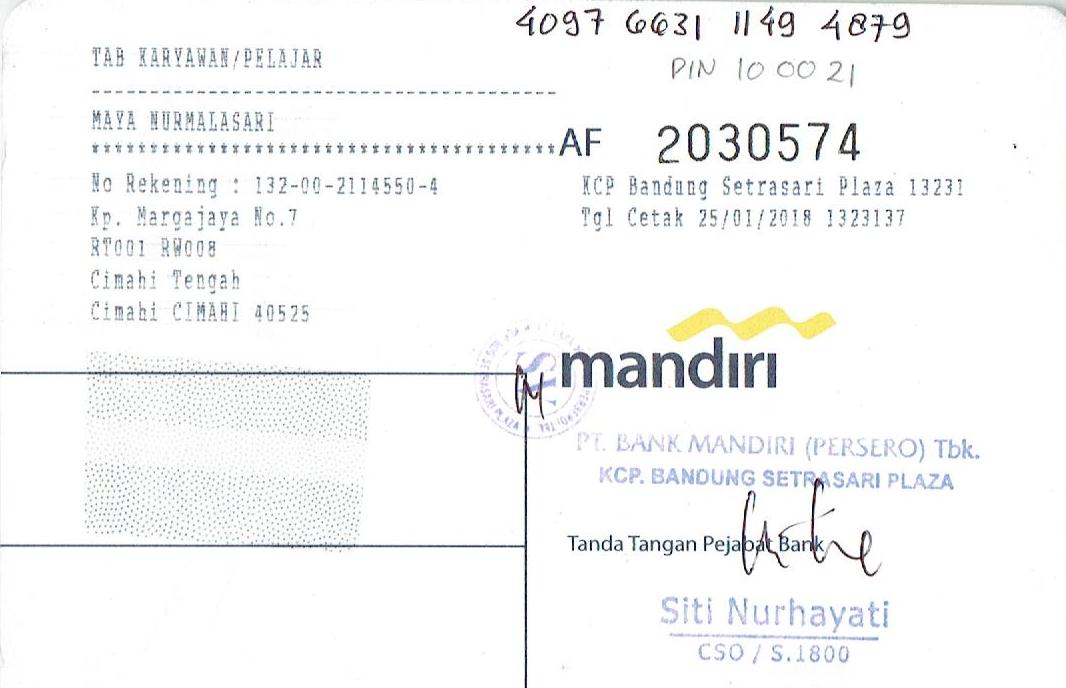 4097 6631 1149 4879
PIN 10 00 21
TAB KARYAWAN/PELAJAR
MAYA NURMALASARI
AF 2030574
No Rekening : 132-00-2114550-4
Kp. Margajaya No.7
RT001 RW008
Cimahi Tengah
Cimahi CIMAHI 40525
KCP Bandung Setrasari Plaza 13231
Tgl Cetak 25/01/2018 1323137
mandiri
PT. BANK MANDIRI (PERSERO) Tbk.
KCP. BANDUNG SETRASARI PLAZA
Tanda Tangan Pejabat Bank
Siti Nurhayati
CSO / S.1800